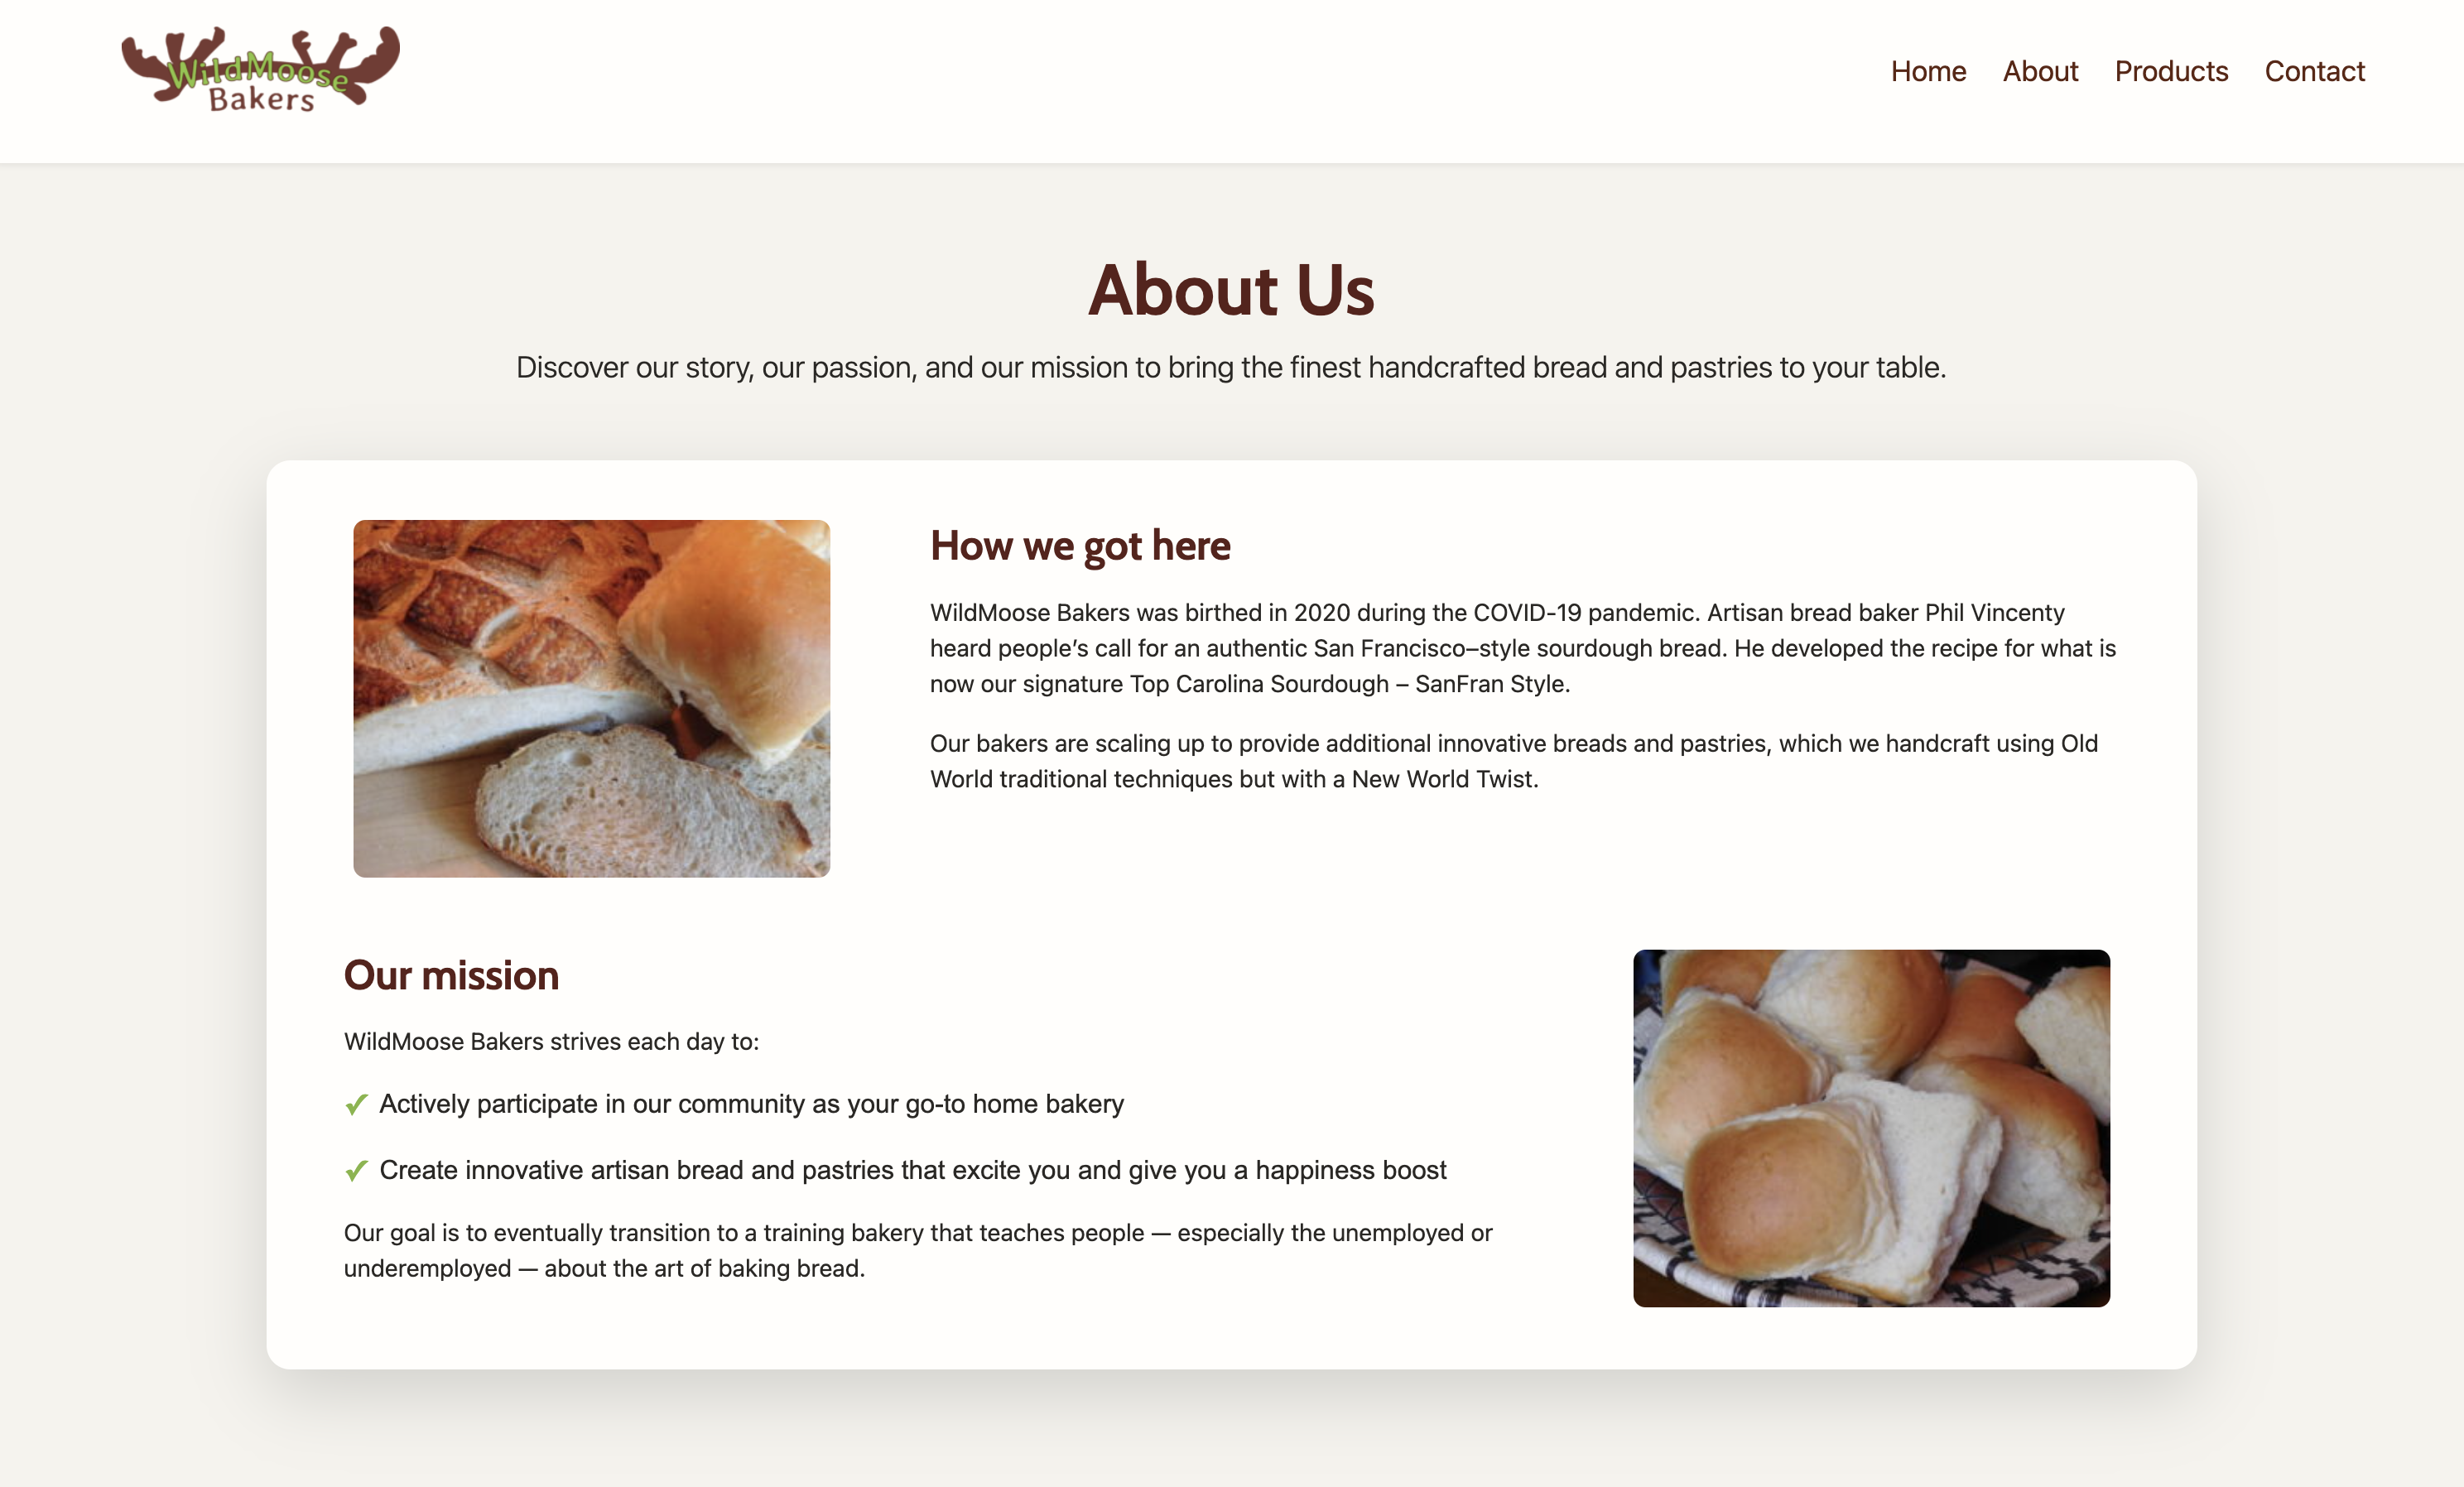 WildMoose
Bakers
Home About Products Contact
About Us
Discover our story, our passion, and our mission to bring the finest handcrafted bread and pastries to your table.
How we got here
WildMoose Bakers was birthed in 2020 during the COVID-19 pandemic. Artisan bread baker Phil Vincenty
heard people’s call for an authentic San Francisco–style sourdough bread. He developed the recipe for what is
now our signature Top Carolina Sourdough – SanFran Style.
Our bakers are scaling up to provide additional innovative breads and pastries, which we handcraft using Old
World traditional techniques but with a New World Twist.
Our mission
WildMoose Bakers strives each day to:
✓ Actively participate in our community as your go-to home bakery
✓ Create innovative artisan bread and pastries that excite you and give you a happiness boost
Our goal is to eventually transition to a training bakery that teaches people — especially the unemployed or
underemployed — about the art of baking bread.